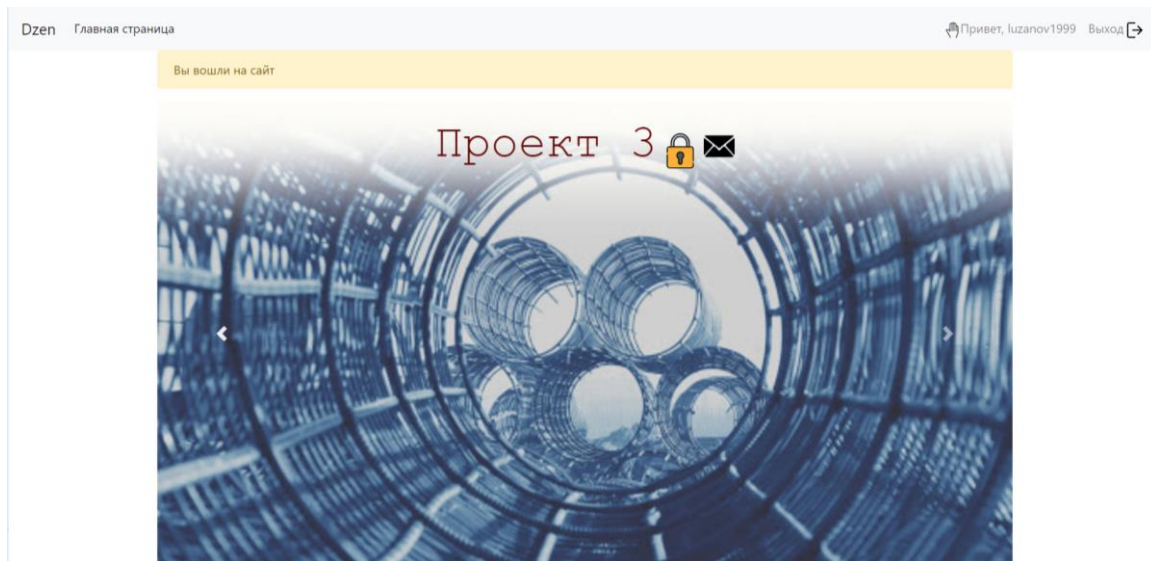 Dzen Главная страница Привет, luzanov1999 Выход
Вы вошли на сайт
Проект 3